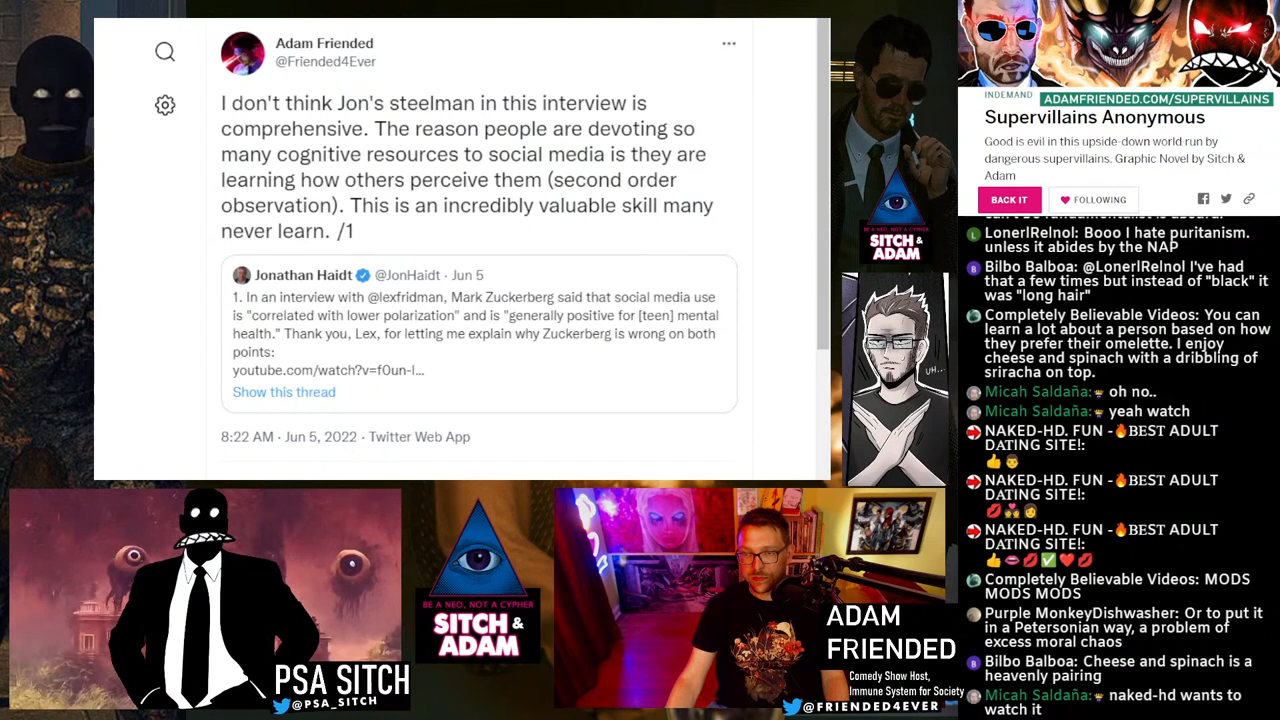 Adam Friended
@Friended4Ever
I don't think Jon's steelman in this interview is
comprehensive. The reason people are devoting so
many cognitive resources to social media is they are
learning how others perceive them (second order
observation). This is an incredibly valuable skill many
never learn. /1
Jonathan Haidt @JonHaidt · Jun 5
1. In an interview with @lexfridman, Mark Zuckerberg said that social media use
is "correlated with lower polarization" and is "generally positive for [teen] mental
health." Thank you, Lex, for letting me explain why Zuckerberg is wrong on both
points:
youtube.com/watch?v=f0un-l...
Show this thread
8:22 AM · Jun 5, 2022 · Twitter Web App
BE A NEO, NOT A CYPHER
SITCH &
ADAM
UH...
INDEMAND
ADAMFRIENDED.COM/SUPERVILLAINS
Supervillains Anonymous
Good is evil in this upside-down world run by
dangerous supervillains. Graphic Novel by Sitch &
Adam
BACK IT
FOLLOWING
can't be fundamentalist is absurd.
L
LonerlRelnol: Booo I hate puritanism.
unless it abides by the NAP
B
Bilbo Balboa: @LonerlRelnol I've had
that a few times but instead of "black" it
was "long hair"
Completely Believable Videos: You can
learn a lot about a person based on how
they prefer their omelette. I enjoy
cheese and spinach with a dribbling of
sriracha on top.
Micah Saldaña: oh no..
Micah Saldaña: yeah watch
NAKED-HD. FUN -🔥BEST ADULT
DATING SITE!:
👍👨
NAKED-HD. FUN -🔥BEST ADULT
DATING SITE!:
💋💏👩
NAKED-HD. FUN -🔥BEST ADULT
DATING SITE!:
👍👄💋✅❤️💋
Completely Believable Videos: MODS
MODS MODS
Purple MonkeyDishwasher: Or to put it
in a Petersonian way, a problem of
excess moral chaos
B
Bilbo Balboa: Cheese and spinach is a
heavenly pairing
Micah Saldaña: naked-hd wants to
watch it
PSA SITCH
@PSA_SITCH
BE A NEO, NOT A CYPHER
SITCH &
ADAM
ADAM
FRIENDED
Comedy Show Host,
Immune System for Society
@FRIENDED4EVER